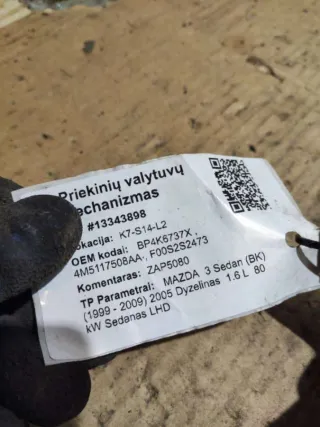 Priekinių valytuvų
mechanizmas
#13343898
okacija: K7-S14-L2
OEM kodai: BP4K6737X ,
4M5117508AA , F00S2S2473
Komentaras: ZAP5080
TP Parametrai: MAZDA 3 Sedan (BK)
(1999 - 2009) 2005 Dyzelinas 1.6 L 80
kW Sedanas LHD